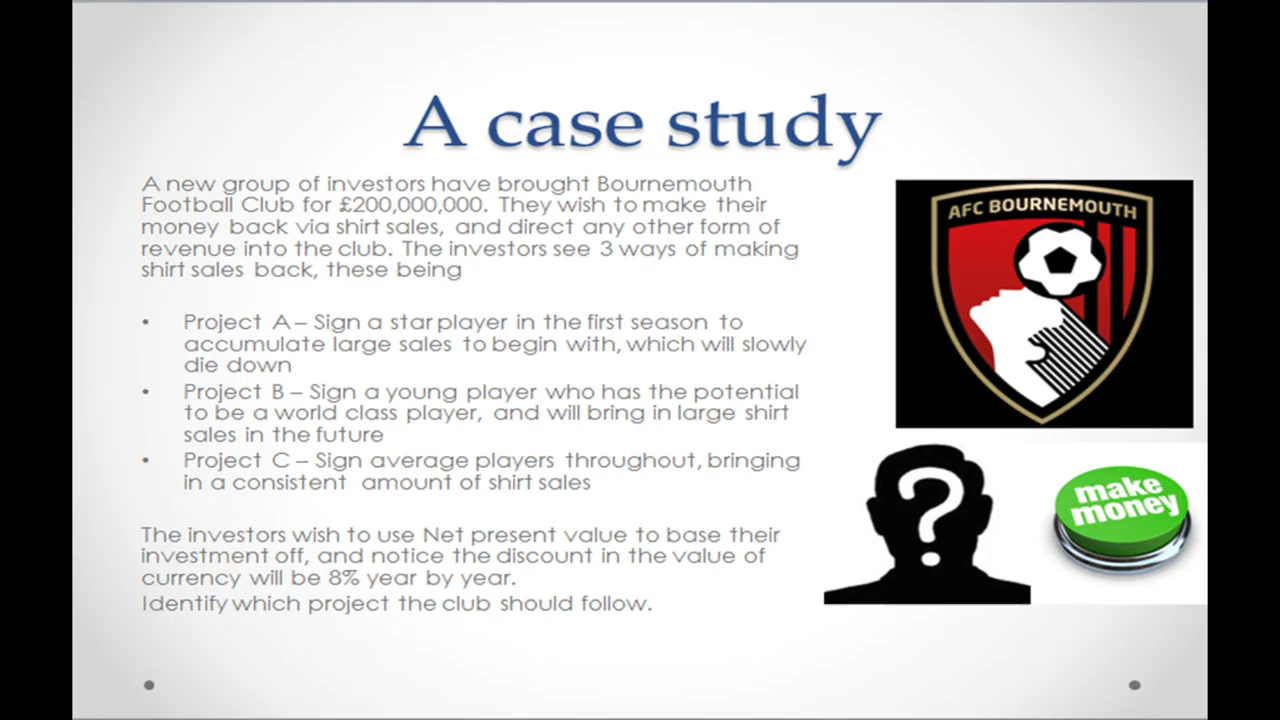 A case study
A new group of investors have brought Bournemouth
Football Club for £200,000,000. They wish to make their
money back via shirt sales, and direct any other form of
revenue into the club. The investors see 3 ways of making
shirt sales back, these being
• Project A – Sign a star player in the first season to
accumulate large sales to begin with, which will slowly
die down
• Project B – Sign a young player who has the potential
to be a world class player, and will bring in large shirt
sales in the future
• Project C – Sign average players throughout, bringing
in a consistent amount of shirt sales
The investors wish to use Net present value to base their
investment off, and notice the discount in the value of
currency will be 8% year by year.
Identify which project the club should follow.
AFC BOURNEMOUTH
?
make
money